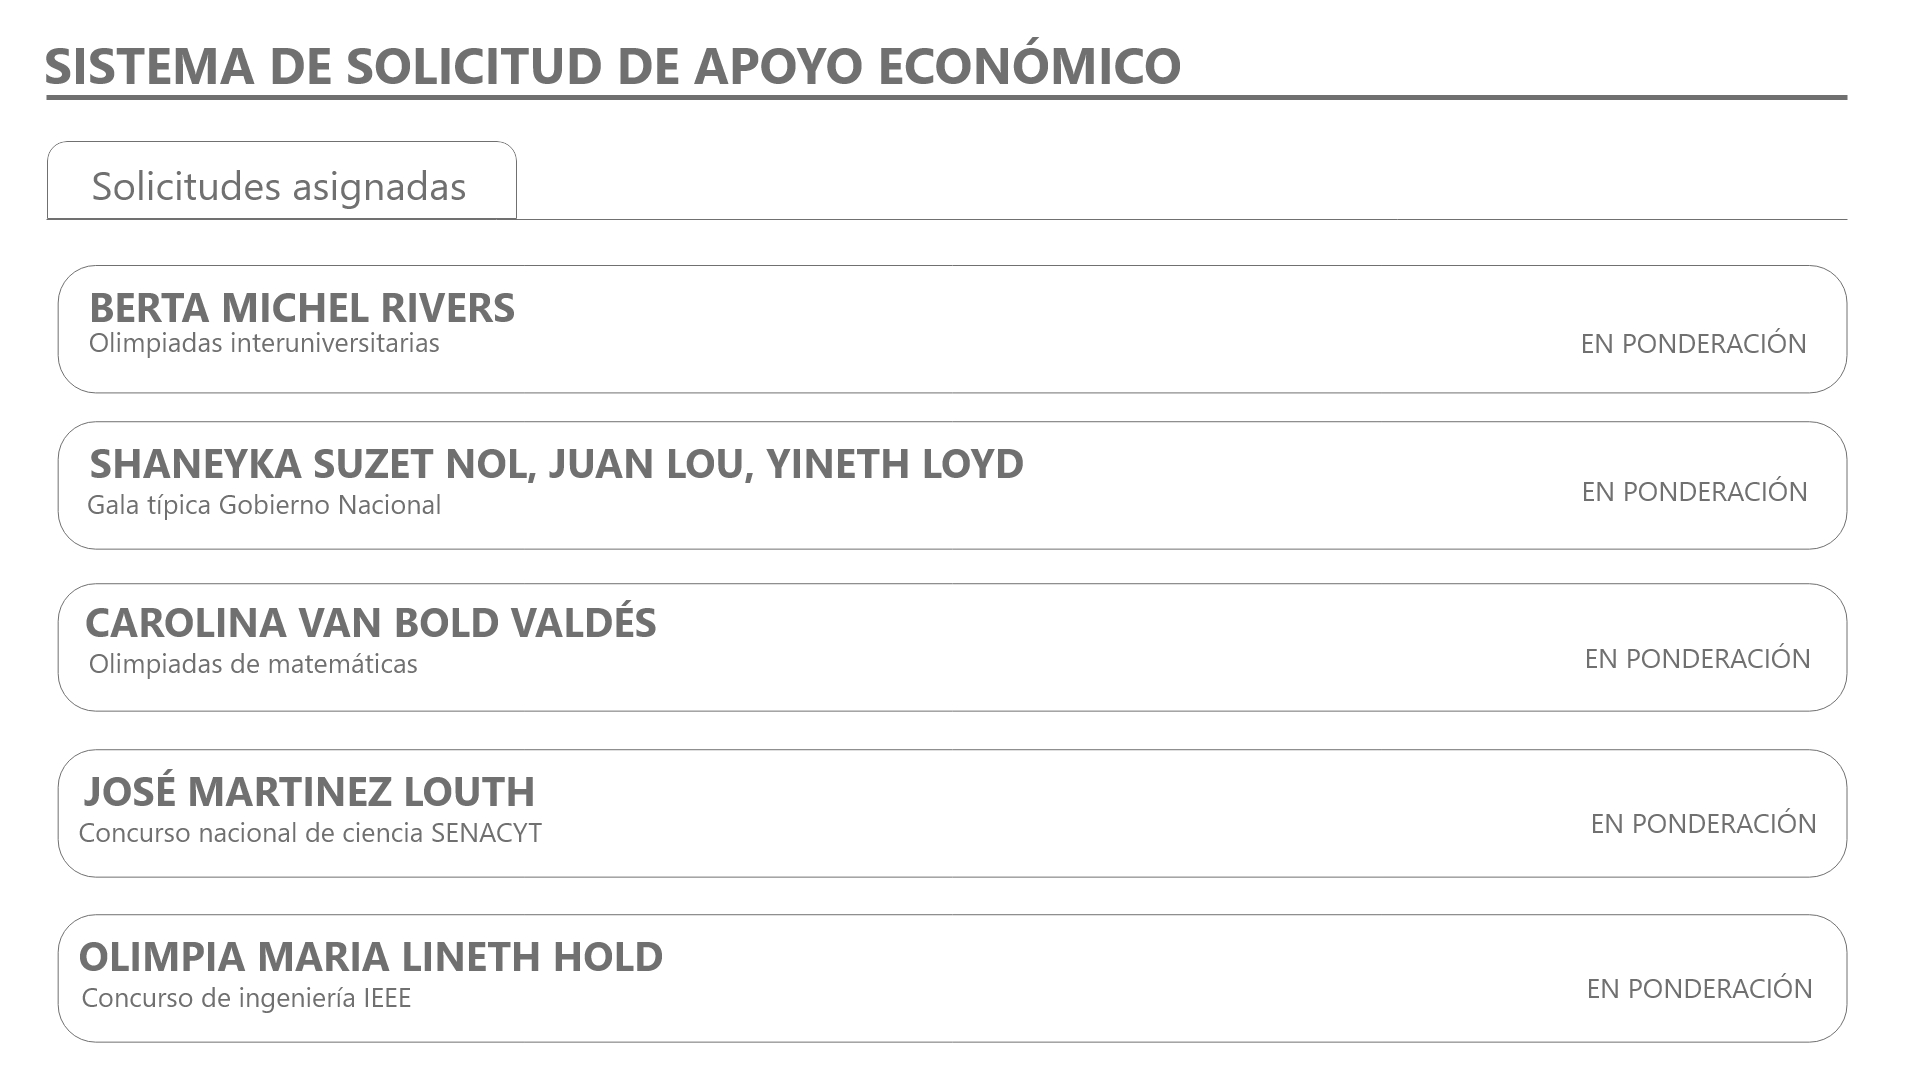 SISTEMA DE SOLICITUD DE APOYO ECONÓMICO
Solicitudes asignadas
BERTA MICHEL RIVERS
Olimpiadas interuniversitarias
EN PONDERACIÓN
SHANEYKA SUZET NOL, JUAN LOU, YINETH LOYD
Gala típica Gobierno Nacional
EN PONDERACIÓN
CAROLINA VAN BOLD VALDÉS
Olimpiadas de matemáticas
EN PONDERACIÓN
JOSÉ MARTINEZ LOUTH
Concurso nacional de ciencia SENACYT
EN PONDERACIÓN
OLIMPIA MARIA LINETH HOLD
Concurso de ingeniería IEEE
EN PONDERACIÓN